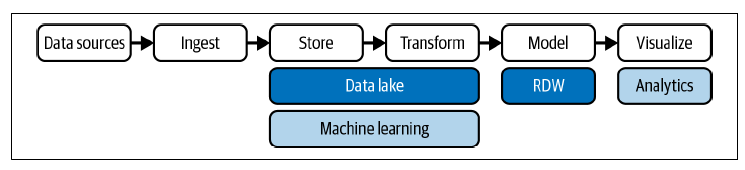 Data sources
Ingest
Store
Transform
Model
Visualize
Data lake
RDW
Analytics
Machine learning